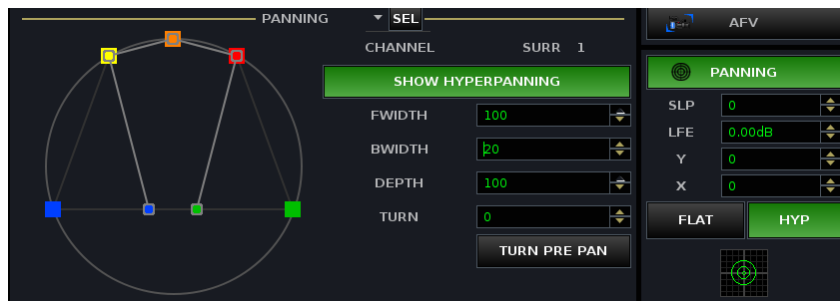 PANNING SEL
CHANNEL SURR 1
SHOW HYPERPANNING
FWIDTH 100
BWIDTH 20
DEPTH 100
TURN 0
TURN PRE PAN
AFV
PANNING
SLP 0
LFE 0.00dB
Y 0
X 0
FLAT HYP